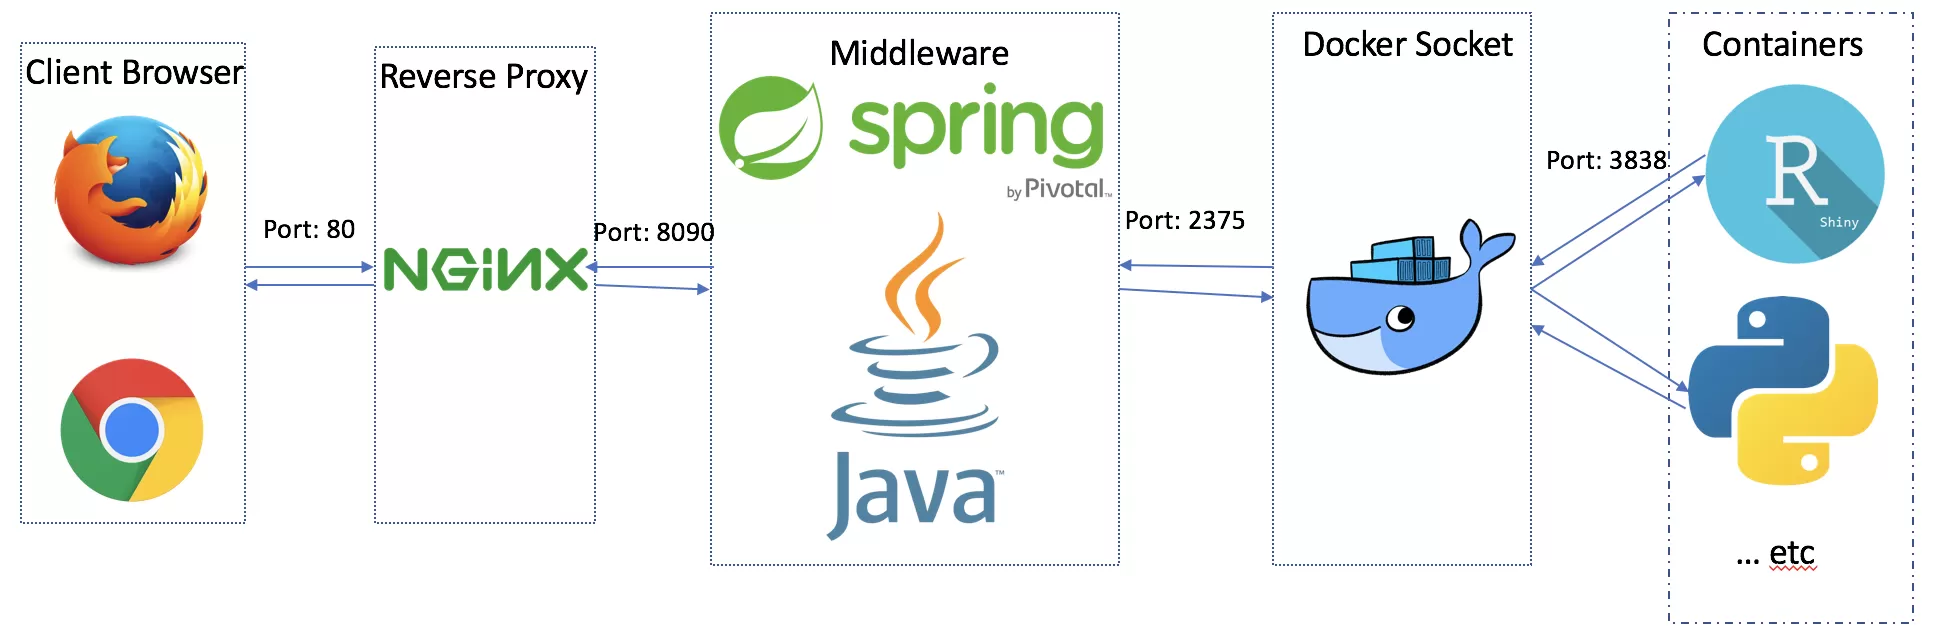 Client Browser
Port: 80
Reverse Proxy
NGiNX
Port: 8090
Middleware
spring
by Pivotal™
Java™
Port: 2375
Docker Socket
Port: 3838
Containers
R
Shiny
... etc